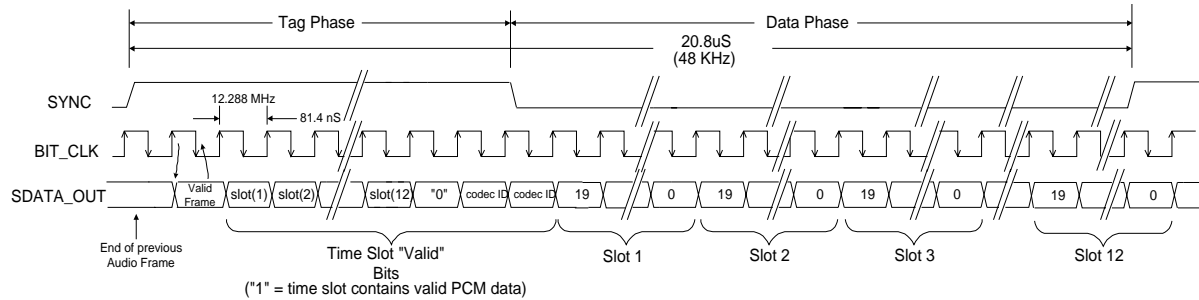 Tag Phase
Data Phase
20.8uS
(48 KHz)
SYNC
12.288 MHz
81.4 nS
BIT_CLK
SDATA_OUT
Valid
Frame
slot(1) slot(2) slot(12) "0" codec ID codec ID 19 0 19 0 19 0 19 0
End of previous
Audio Frame
Time Slot "Valid"
Bits
("1" = time slot contains valid PCM data)
Slot 1
Slot 2
Slot 3
Slot 12